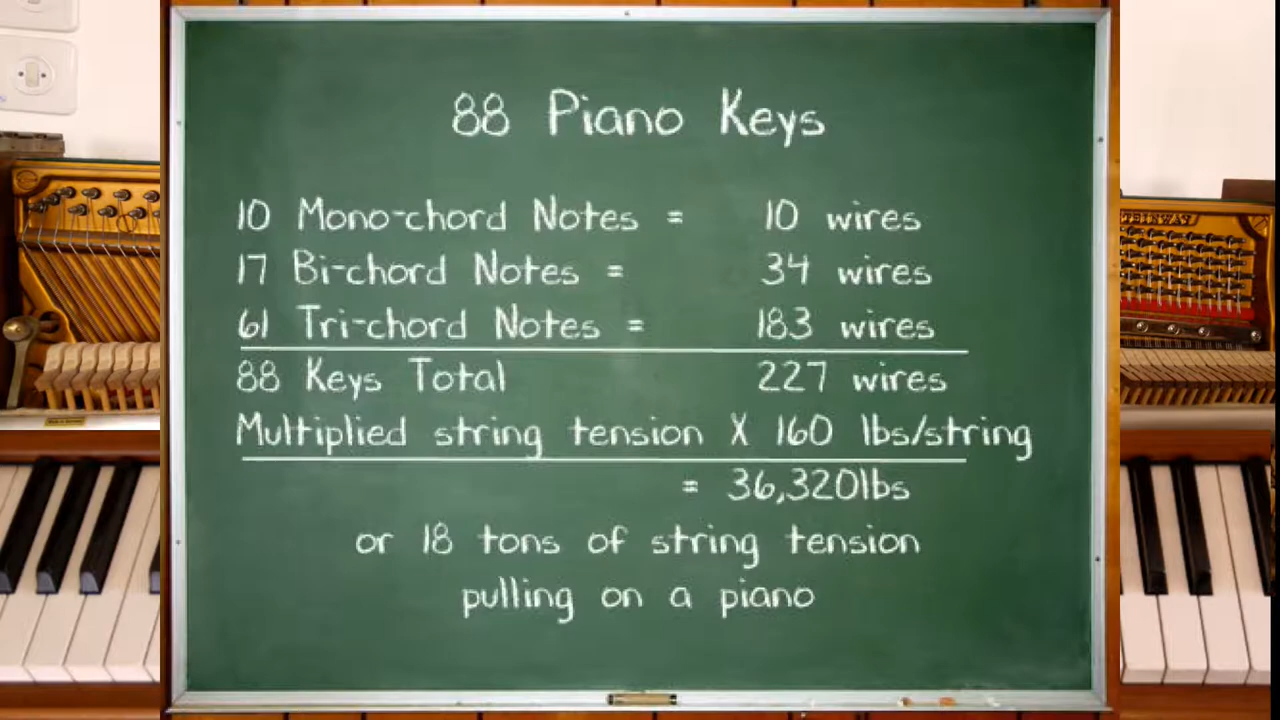 88 Piano Keys
10 Mono-chord Notes = 10 wires
17 Bi-chord Notes = 34 wires
61 Tri-chord Notes = 183 wires
88 Keys Total 227 wires
Multiplied string tension X 160 lbs/string
= 36,320lbs
or 18 tons of string tension
pulling on a piano
STEINWAY